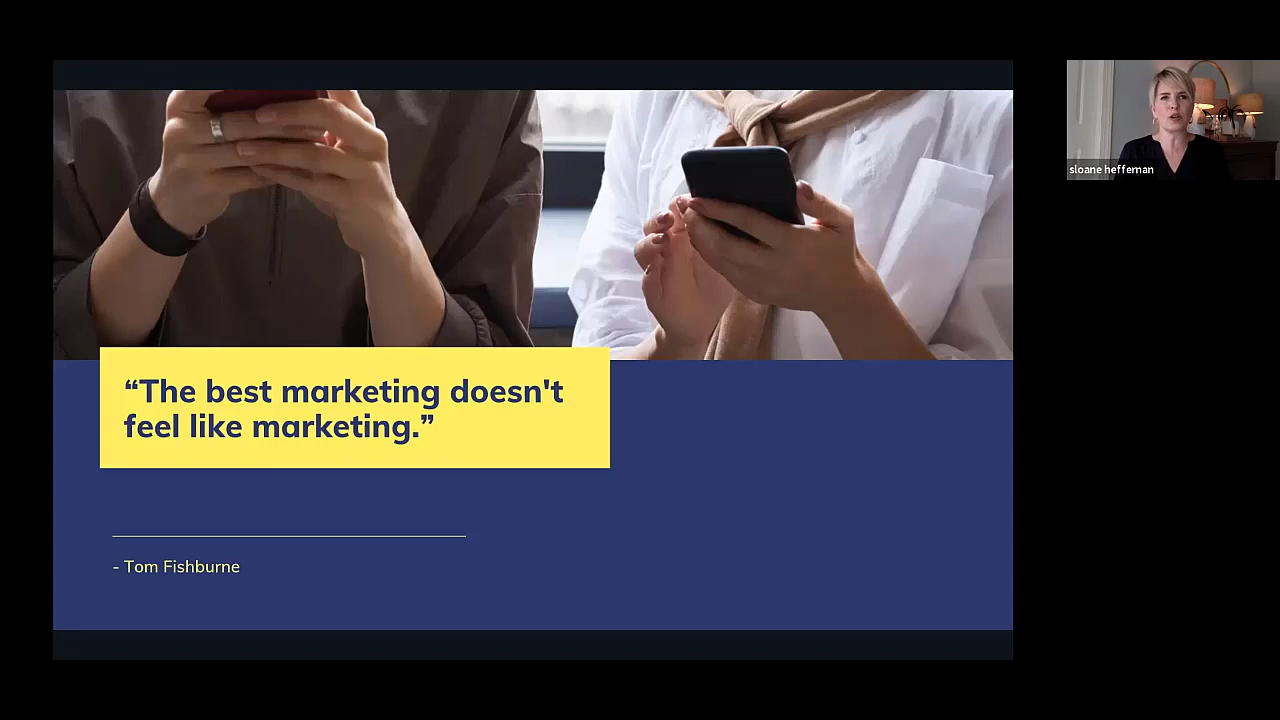 “The best marketing doesn't
feel like marketing.”
- Tom Fishburne
sloane heffernan